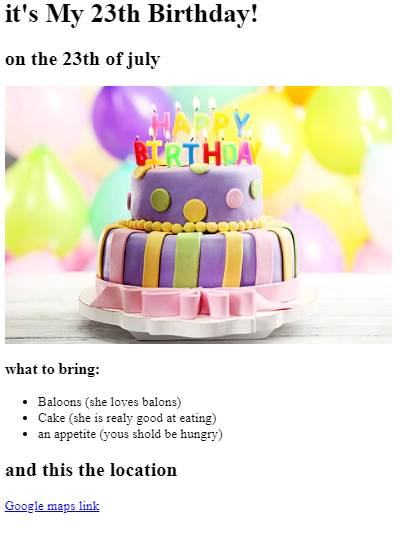 it's My 23th Birthday!
on the 23th of july
HAPPY
BIRTHDAY
what to bring:
Baloons (she loves balons)
Cake (she is realy good at eating)
an appetite (yous shold be hungry)
and this the location
Google maps link